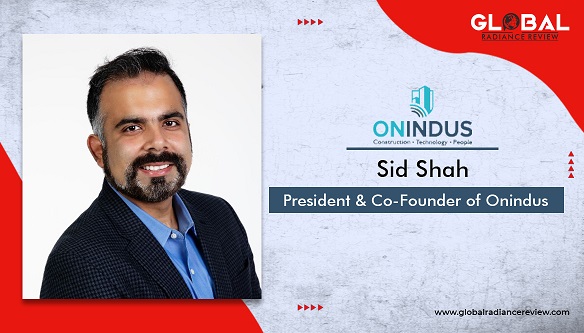 GLOBAL
RADIANCE REVIEW
ONINDUS
Construction • Technology • People
Sid Shah
President & Co-Founder of Onindus
www.globalradiancereview.com